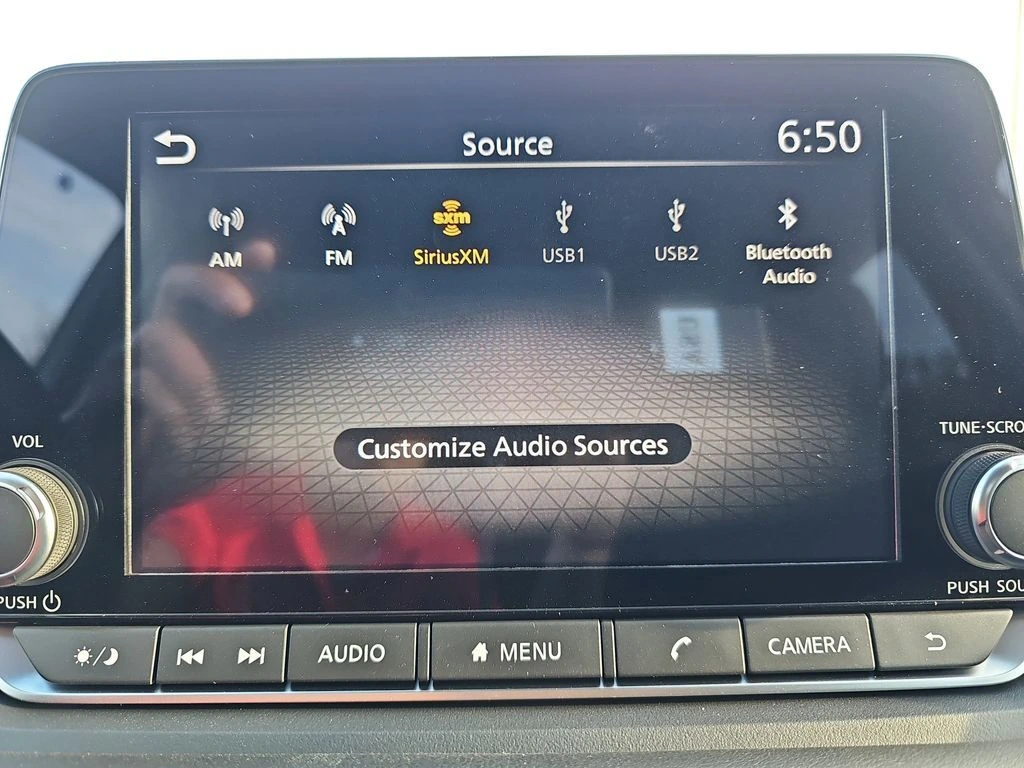 Source
6:50
sxm
AM
FM
SiriusXM
USB1
USB2
Bluetooth
Audio
Customize Audio Sources
VOL
TUNE·SCRO
PUSH
PUSH SOU
AUDIO
MENU
CAMERA